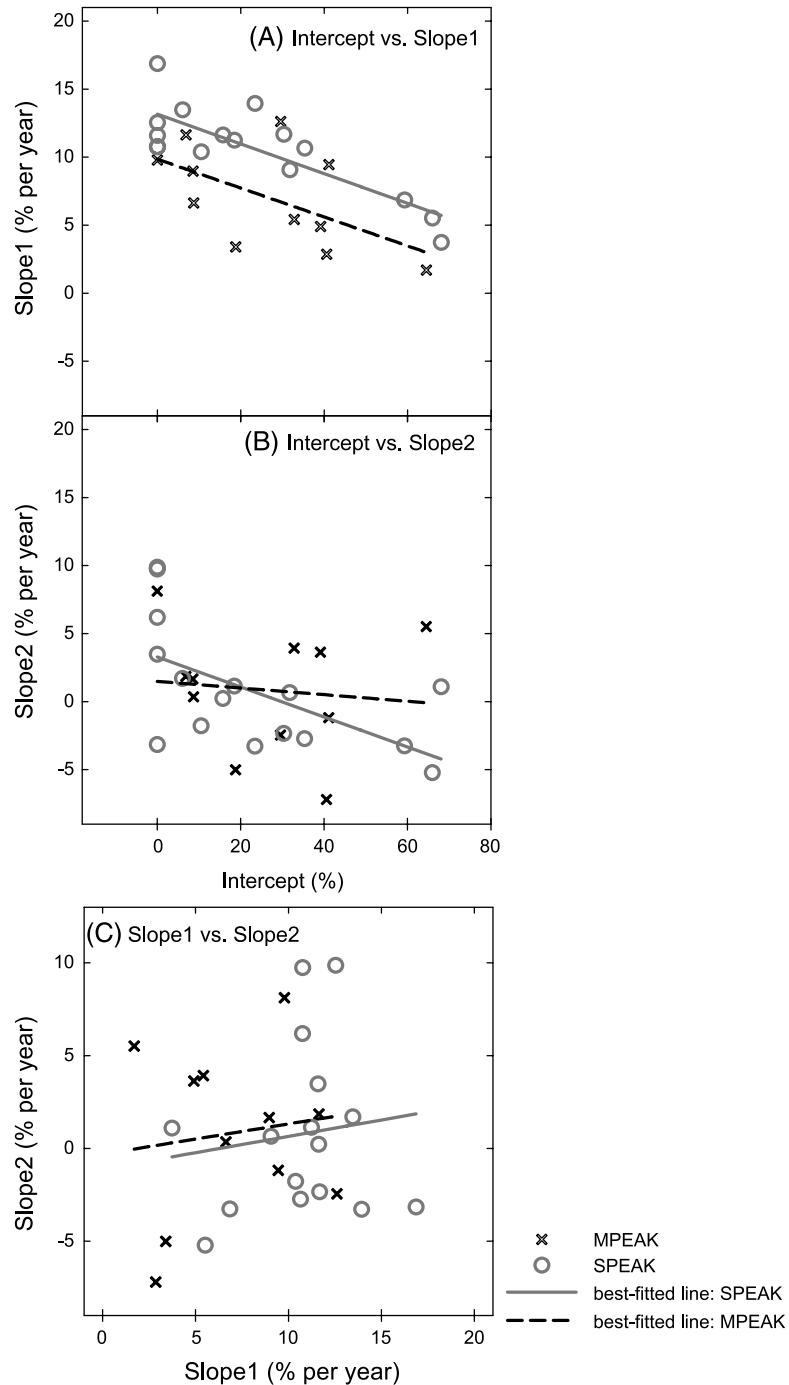 20
(A) Intercept vs. Slope1
15
10
5
0
-5
Slope1 (% per year)
20
(B) Intercept vs. Slope2
15
10
5
0
-5
Slope2 (% per year)
0 20 40 60 80
Intercept (%)
(C) Slope1 vs. Slope2
10
5
0
-5
Slope2 (% per year)
0 5 10 15 20
Slope1 (% per year)
MPEAK
SPEAK
best-fitted line: SPEAK
best-fitted line: MPEAK